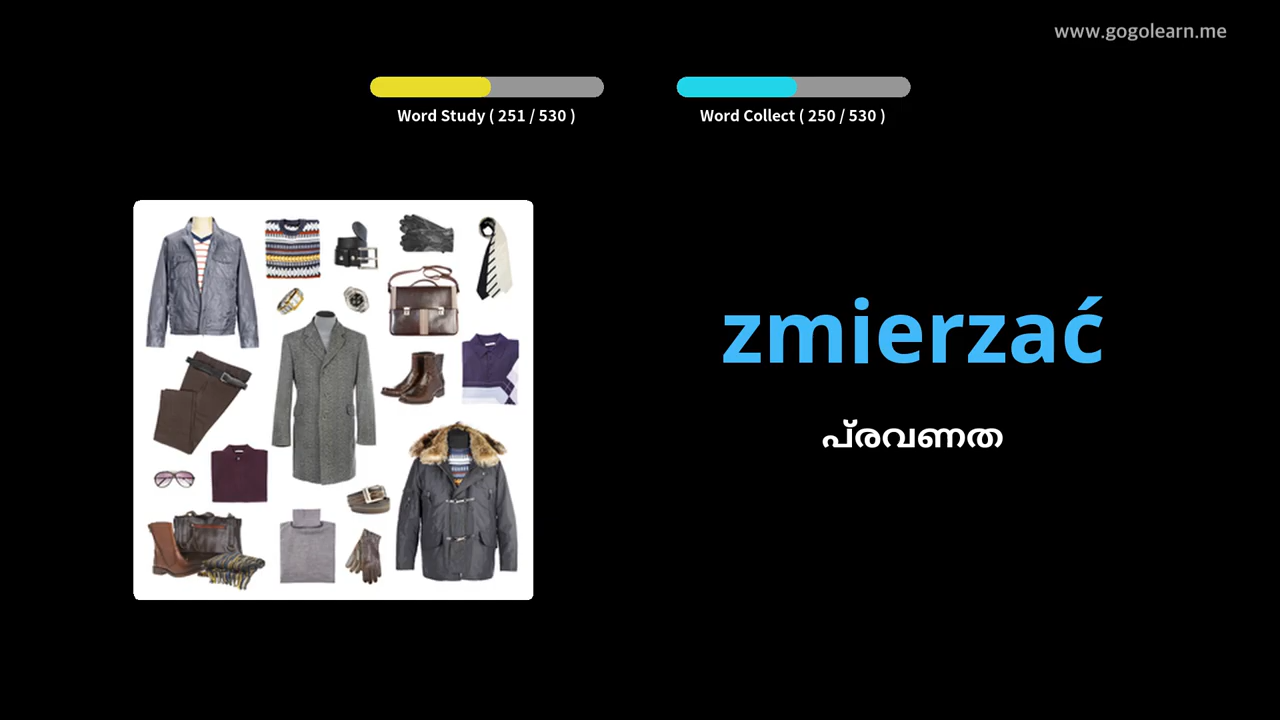 www.gogolearn.me
Word Study ( 251 / 530 )
Word Collect ( 250 / 530 )
zmierzać
പ്രവണത